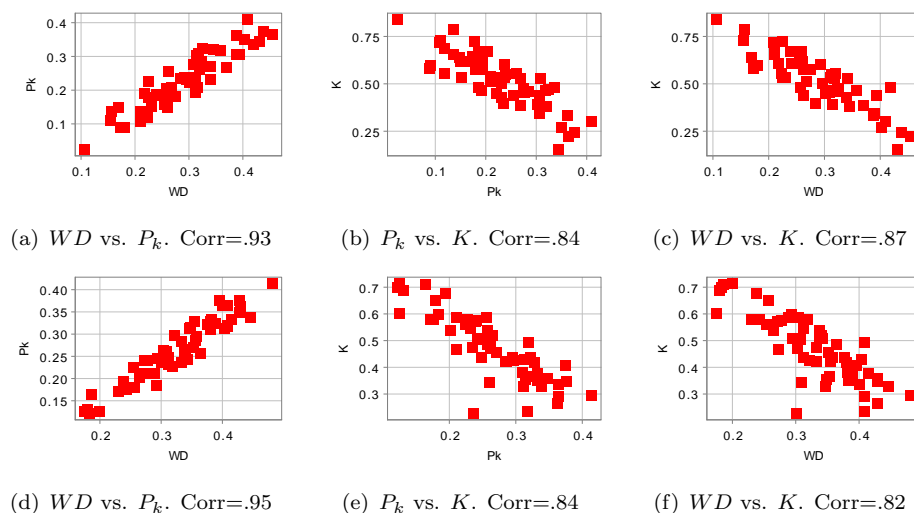 0.4
0.3
0.2
0.1
Pk
0.1 0.2 0.3 0.4
WD
0.75
0.50
0.25
K
0.1 0.2 0.3 0.4
Pk
0.75
0.50
0.25
K
0.1 0.2 0.3 0.4
WD
(a) WD vs. Pk. Corr=.93
(b) Pk vs. K. Corr=.84
(c) WD vs. K. Corr=.87
0.40
0.35
0.30
0.25
0.20
0.15
Pk
0.2 0.3 0.4
WD
0.7
0.6
0.5
0.4
0.3
K
0.2 0.3 0.4
Pk
0.7
0.6
0.5
0.4
0.3
K
0.2 0.3 0.4
WD
(d) WD vs. Pk. Corr=.95
(e) Pk vs. K. Corr=.84
(f) WD vs. K. Corr=.82